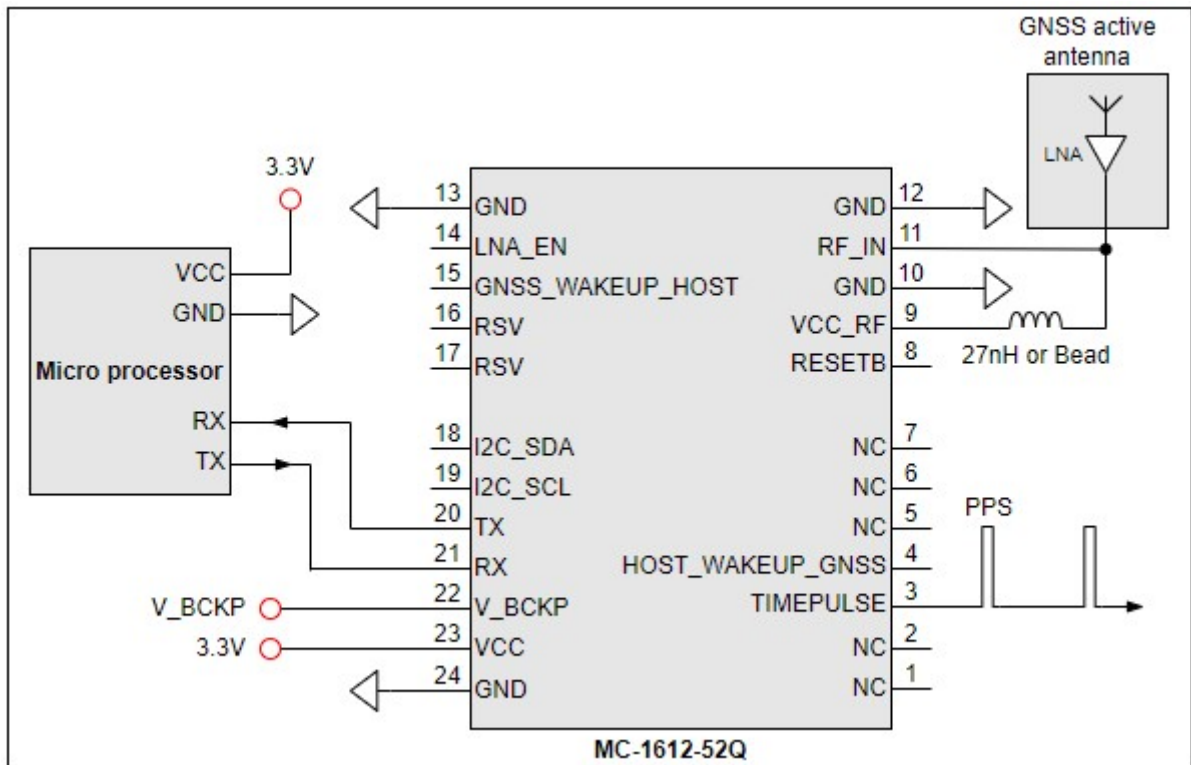 GNSS active
antenna
LNA
3.3V
13 GND
14 LNA_EN
15 GNSS_WAKEUP_HOST
16 RSV
17 RSV
18 I2C_SDA
19 I2C_SCL
20 TX
21 RX
22 V_BCKP
23 VCC
24 GND
GND 12
RF_IN 11
GND 10
VCC_RF 9
RESETB 8
NC 7
NC 6
NC 5
HOST_WAKEUP_GNSS 4
TIMEPULSE 3
NC 2
NC 1
VCC
GND
Micro processor
RX
TX
V_BCKP
3.3V
27nH or Bead
PPS
MC-1612-52Q